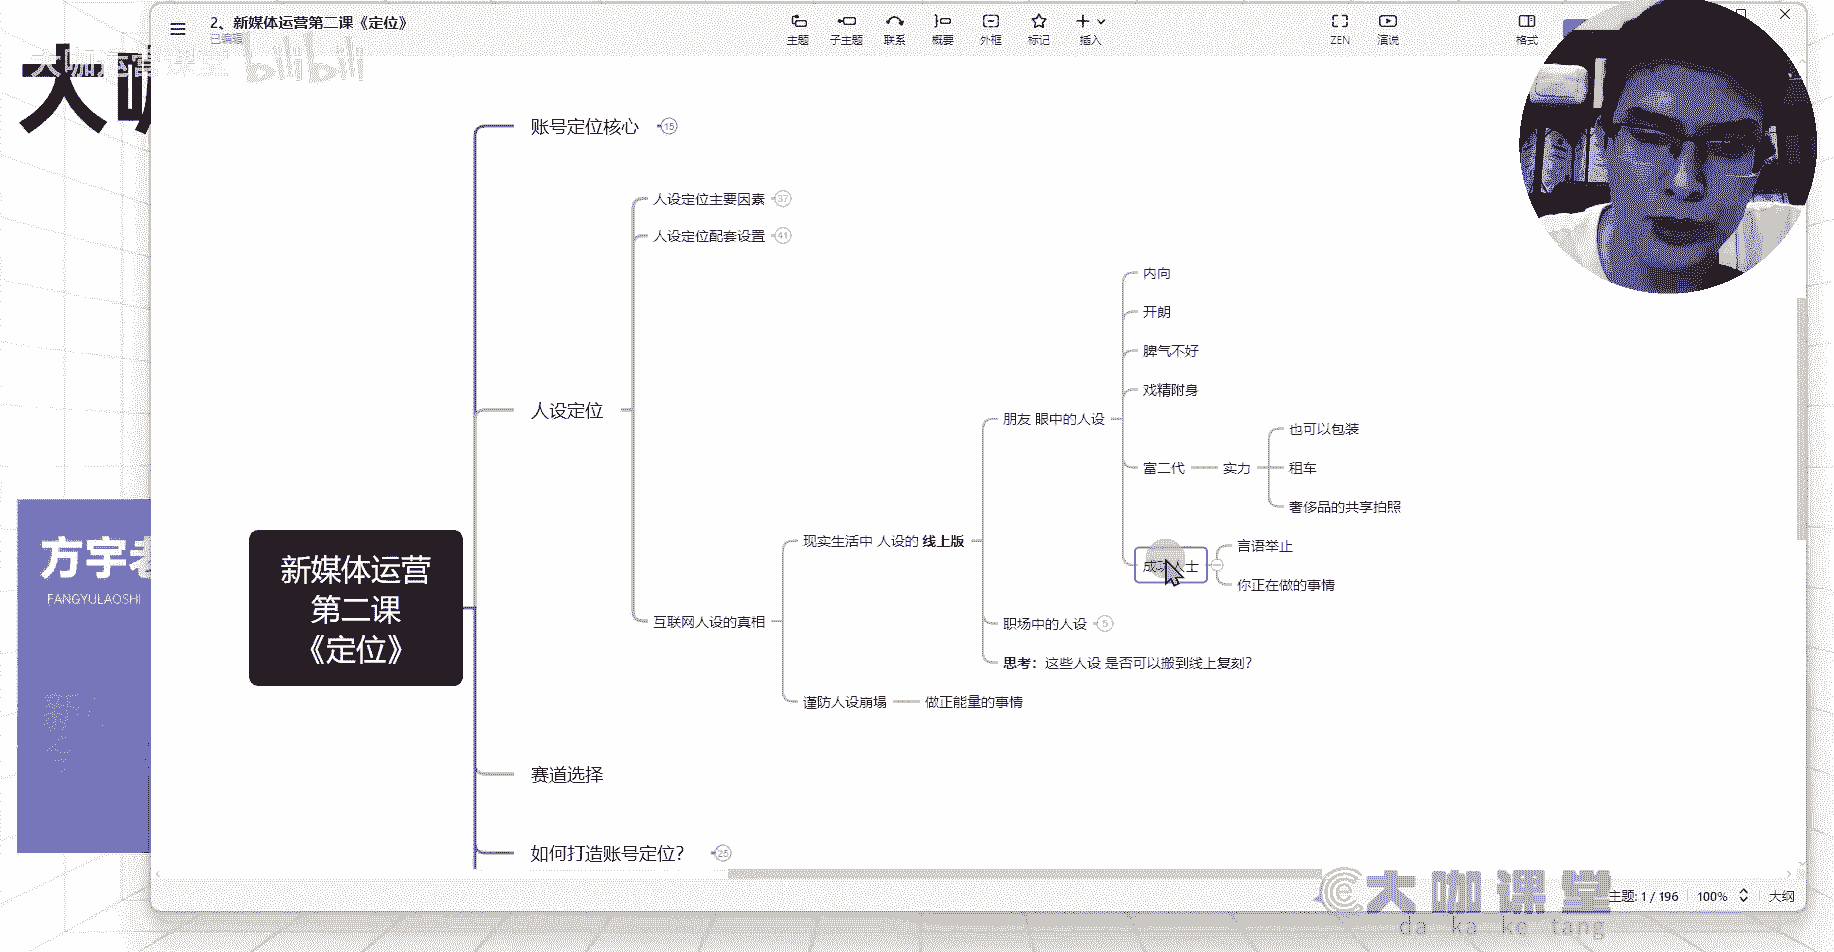 2、新媒体运营第二课《定位》
已编辑
主题
子主题
联系
概要
外框
标记
插入
ZEN
演说
格式
大咖运营课堂
bilibili
大咖
账号定位核心
15
人设定位主要因素
37
人设定位配套设置
41
内向
开朗
脾气不好
戏精附身
人设定位
朋友 眼中的人设
也可以包装
富二代
实力
租车
方宇老
FANGYULAOSHI
奢侈品的共享拍照
现实生活中 人设的 线上版
言语举止
新媒体运营
第二课
《定位》
你正在做的事情
互联网人设的真相
职场中的人设
5
思考：这些人设 是否可以搬到线上复刻？
谨防人设崩塌
做正能量的事情
赛道选择
如何打造账号定位？
25
大咖课堂
da ka ke tang
主题: 1 / 196
100%
大纲